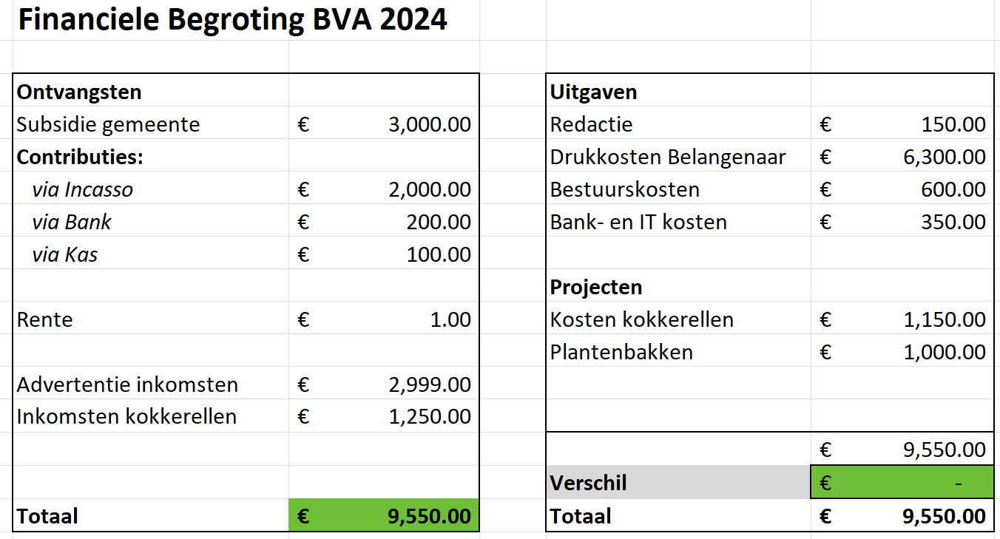 Financiele Begroting BVA 2024
Ontvangsten
Subsidie gemeente € 3,000.00
Contributies:
via Incasso € 2,000.00
via Bank € 200.00
via Kas € 100.00
Rente € 1.00
Advertentie inkomsten € 2,999.00
Inkomsten kokkerellen € 1,250.00
Totaal € 9,550.00
Uitgaven
Redactie € 150.00
Drukkosten Belangenaar € 6,300.00
Bestuurskosten € 600.00
Bank- en IT kosten € 350.00
Projecten
Kosten kokkerellen € 1,150.00
Plantenbakken € 1,000.00
€ 9,550.00
Verschil € -
Totaal € 9,550.00